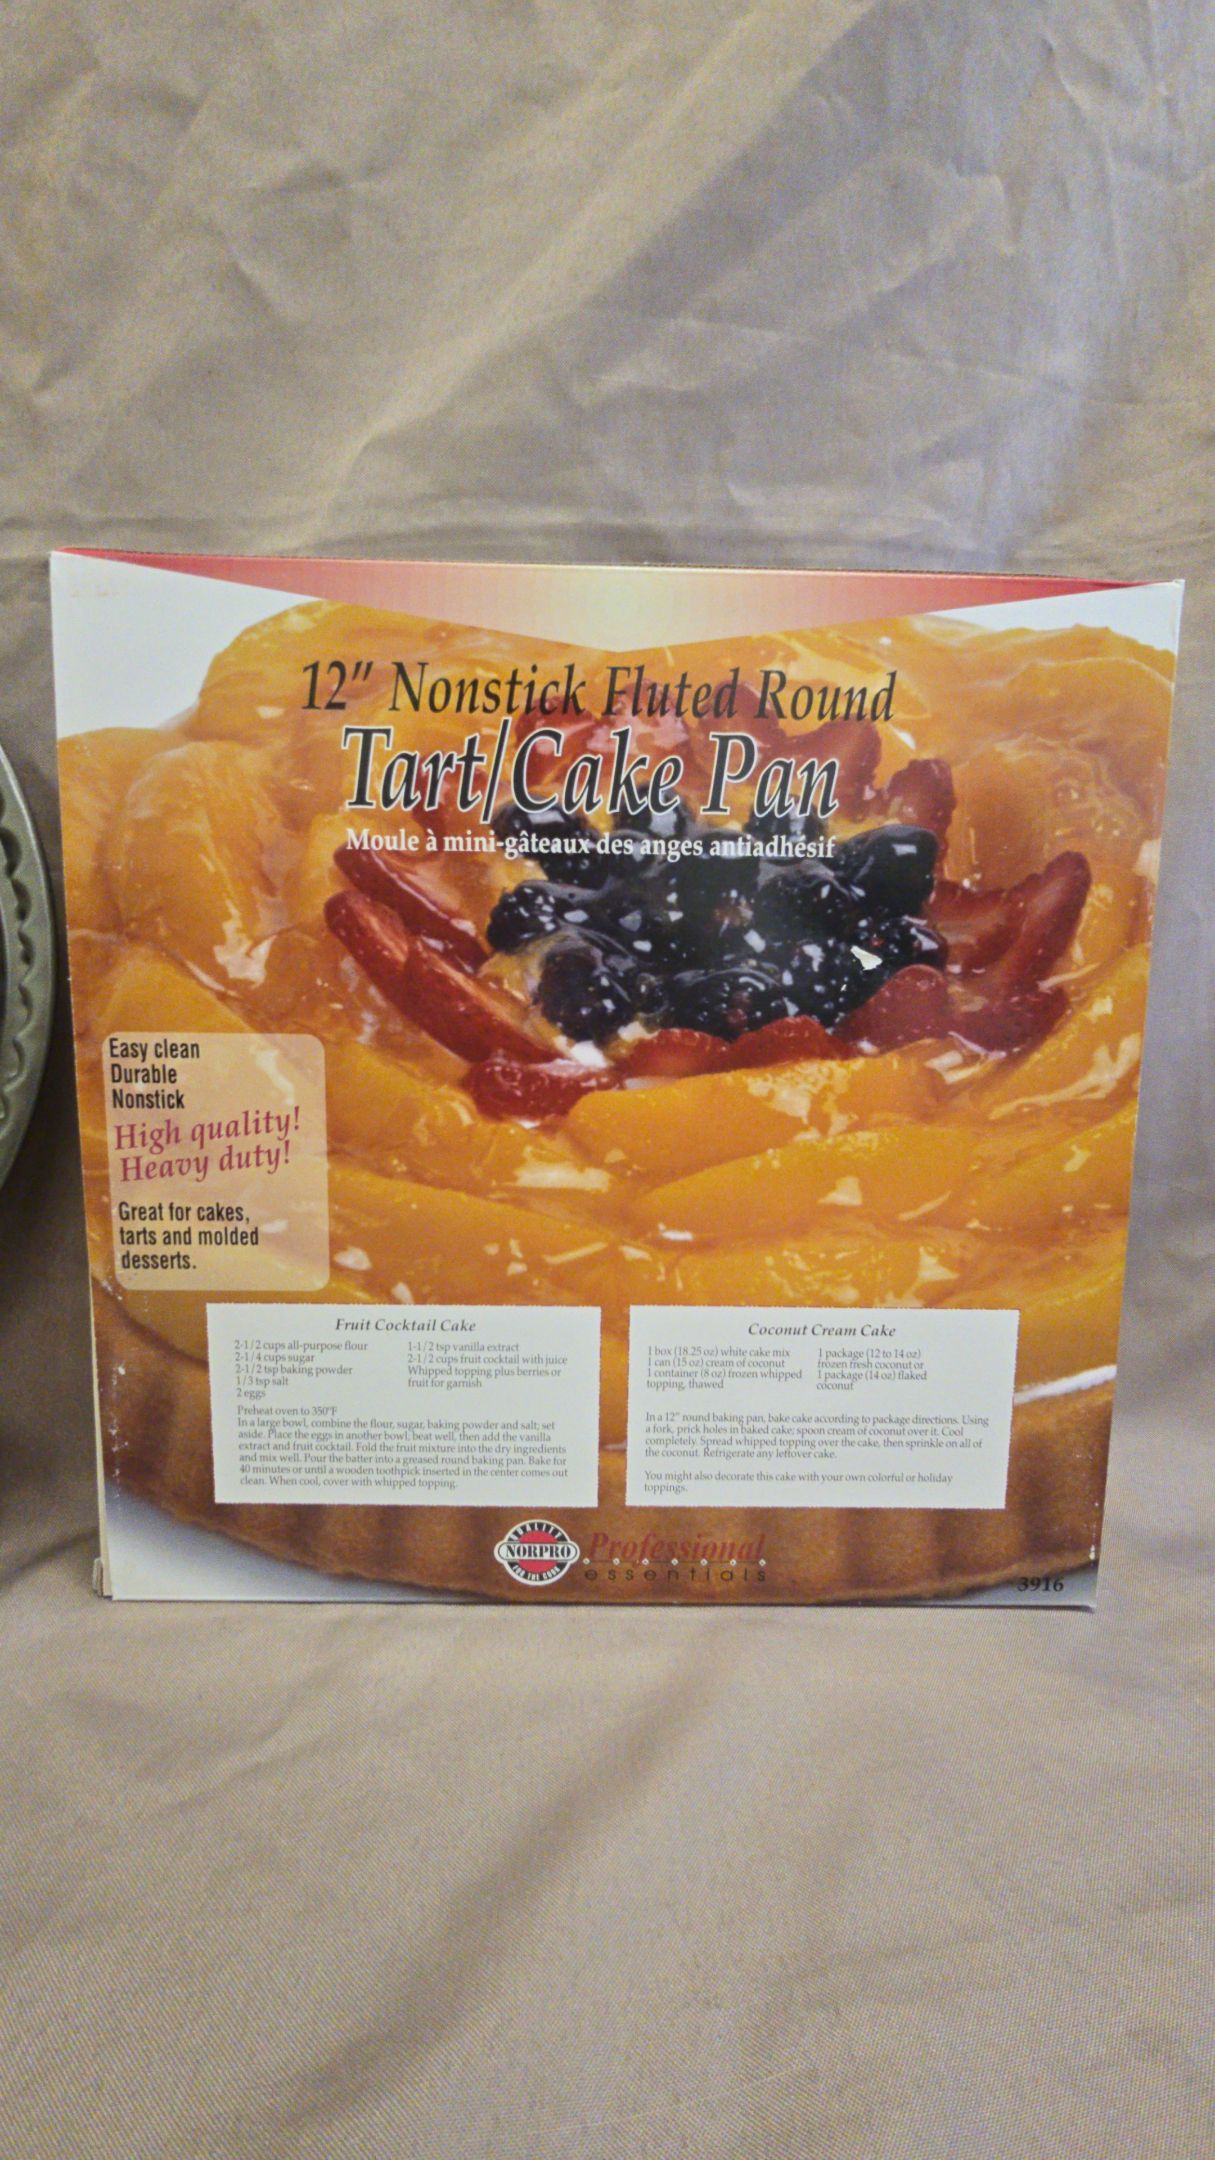 12" Nonstick Fluted Round
Tart/Cake Pan
Moule à mini-gâteaux des anges antiadhésif
Easy clean
Durable
Nonstick
High quality!
Heavy duty!
Great for cakes,
tarts and molded
desserts.
Fruit Cocktail Cake
2-1/2 cups all-purpose flour
2-1/4 cups sugar
2-1/2 tsp baking powder
1/3 tsp salt
2 eggs
1-1/2 tsp vanilla extract
2-1/2 cups fruit cocktail with juice
Whipped topping plus berries or
fruit for garnish
Preheat oven to 350°F
In a large bowl, combine the flour, sugar, baking powder and salt; set
aside. Place the eggs in another bowl, beat well, then add the vanilla
extract and fruit cocktail. Fold the fruit mixture into the dry ingredients
and mix well. Pour the batter into a greased round baking pan. Bake for
40 minutes or until a wooden toothpick inserted in the center comes out
clean. When cool, cover with whipped topping.
Coconut Cream Cake
1 box (18.25 oz) white cake mix
1 can (15 oz) cream of coconut
1 container (8 oz) frozen whipped
topping, thawed
1 package (12 to 14 oz)
frozen fresh coconut or
1 package (14 oz) flaked
coconut
In a 12" round baking pan, bake cake according to package directions. Using
a fork, prick holes in baked cake; spoon cream of coconut over it. Cool
completely. Spread whipped topping over the cake, then sprinkle on all of
the coconut. Refrigerate any leftover cake.
You might also decorate this cake with your own colorful or holiday
toppings.
QUALITY
NORPRO
FOR THE COOK
Professional
essentials
3916